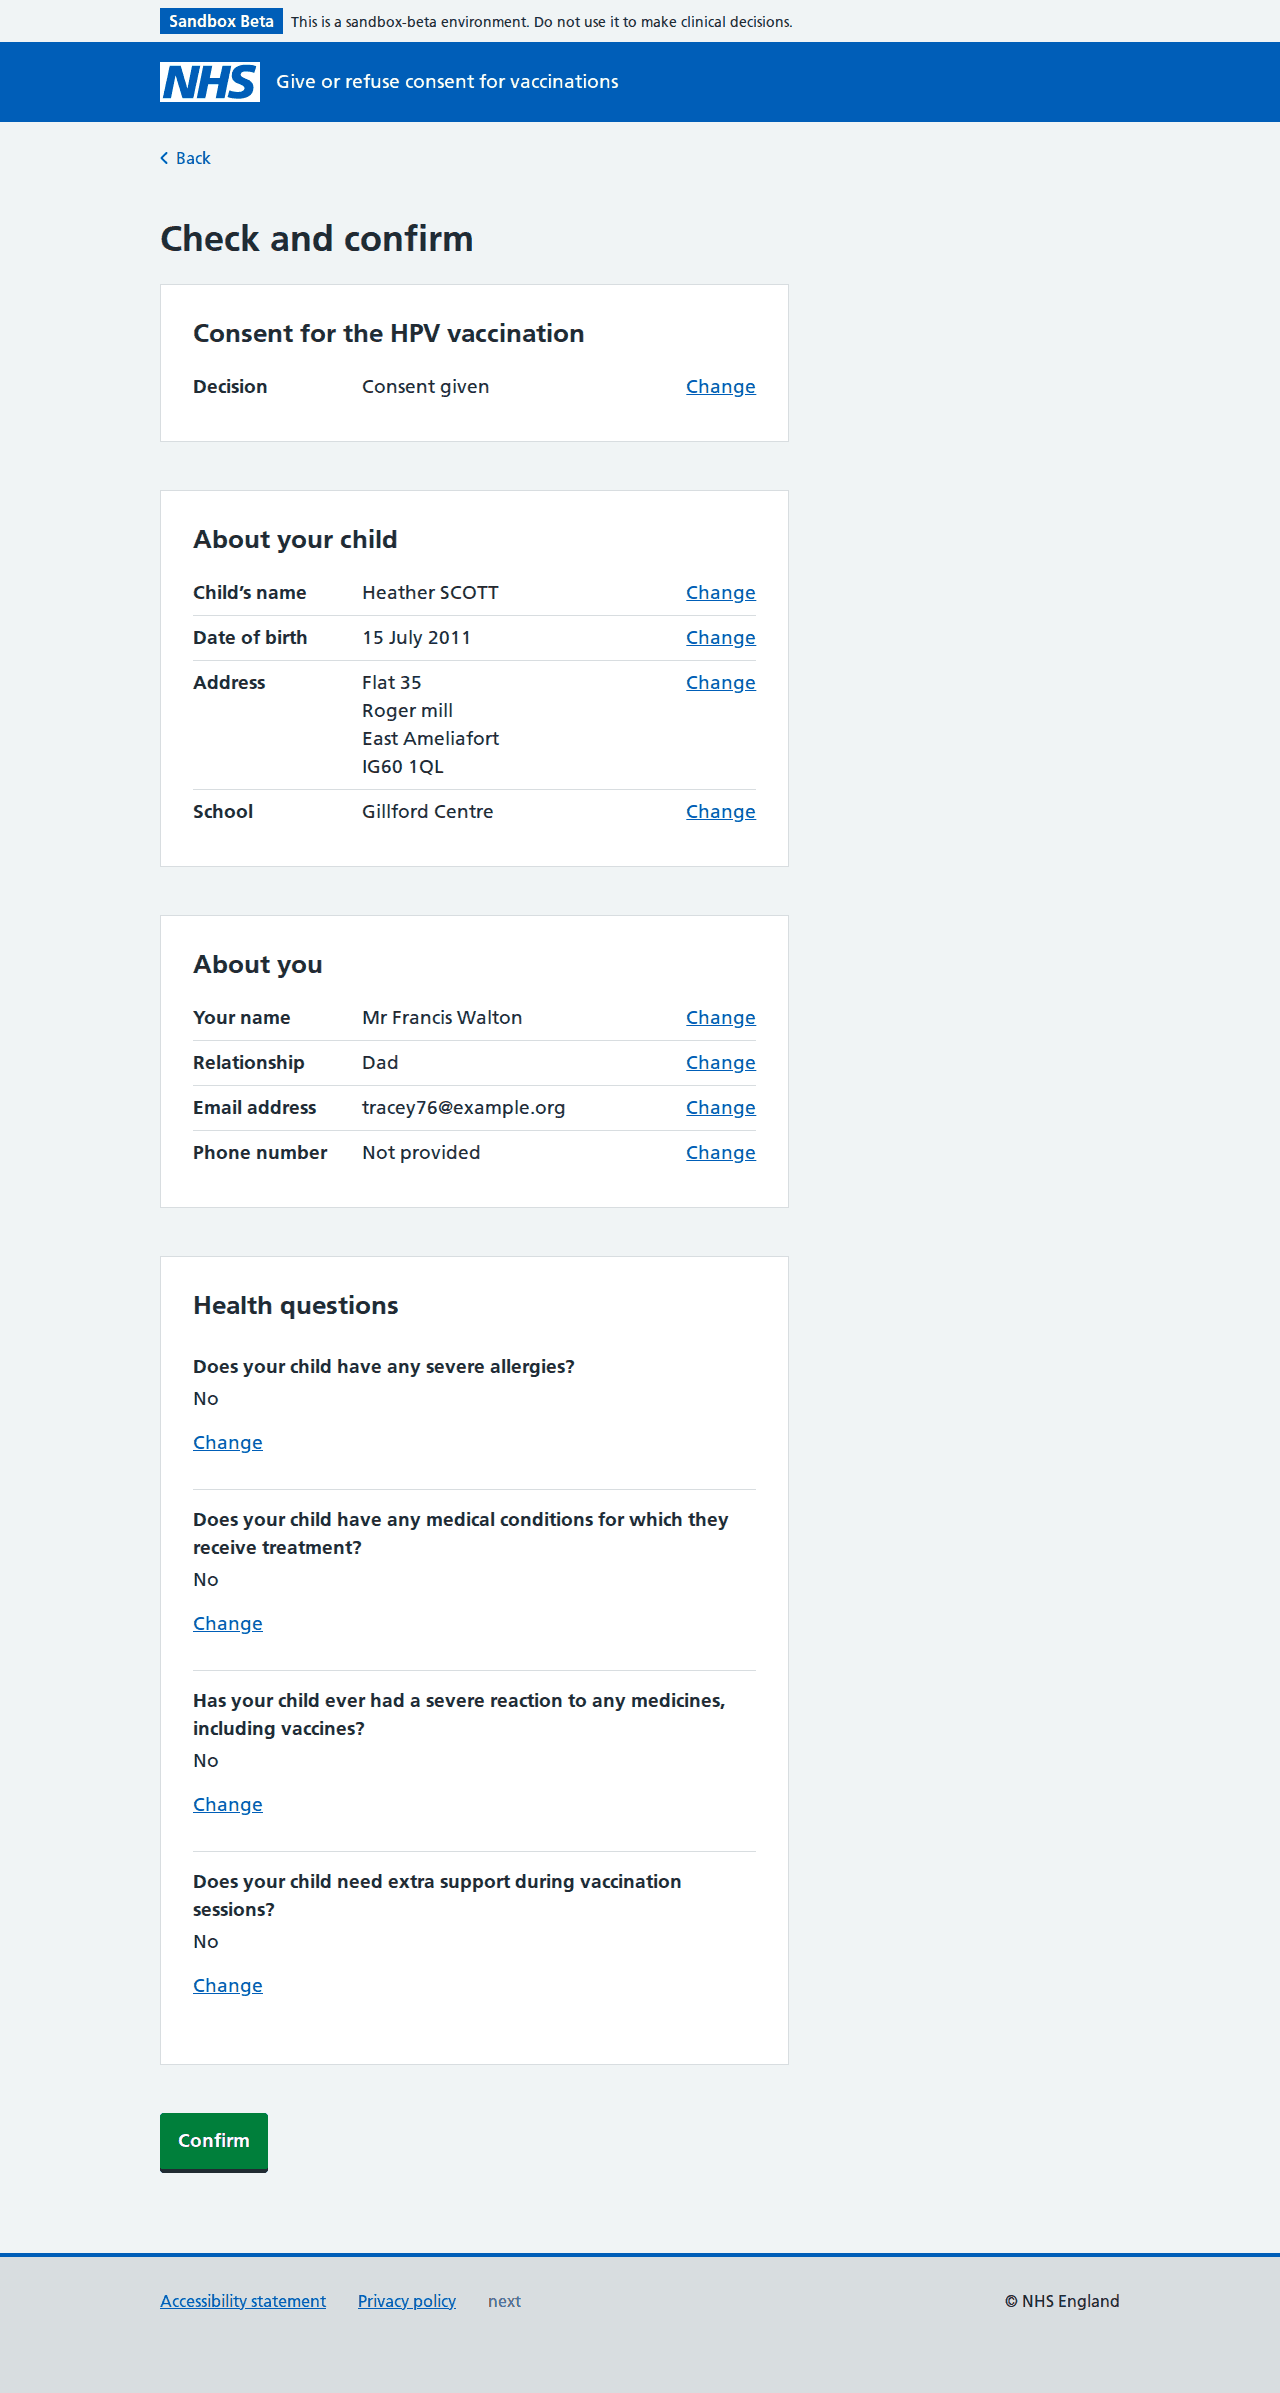 Sandbox Beta This is a sandbox-beta environment. Do not use it to make clinical decisions.
NHS Give or refuse consent for vaccinations
Back
Check and confirm
Consent for the HPV vaccination
Decision Consent given Change
About your child
Child’s name Heather SCOTT Change
Date of birth 15 July 2011 Change
Address Flat 35 Change
Roger mill
East Ameliafort
IG60 1QL
School Gillford Centre Change
About you
Your name Mr Francis Walton Change
Relationship Dad Change
Email address tracey76@example.org Change
Phone number Not provided Change
Health questions
Does your child have any severe allergies?
No
Change
Does your child have any medical conditions for which they
receive treatment?
No
Change
Has your child ever had a severe reaction to any medicines,
including vaccines?
No
Change
Does your child need extra support during vaccination
sessions?
No
Change
Confirm
Accessibility statement Privacy policy next © NHS England